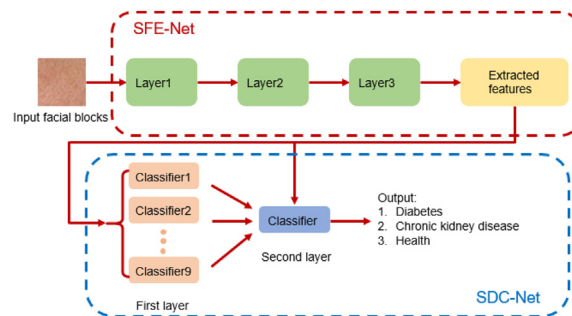 SFE-Net
Layer1
Layer2
Layer3
Extracted
features
Input facial blocks
Classifier1
Classifier2
Classifier9
First layer
Classifier
Second layer
Output:
1. Diabetes
2. Chronic kidney disease
3. Health
SDC-Net